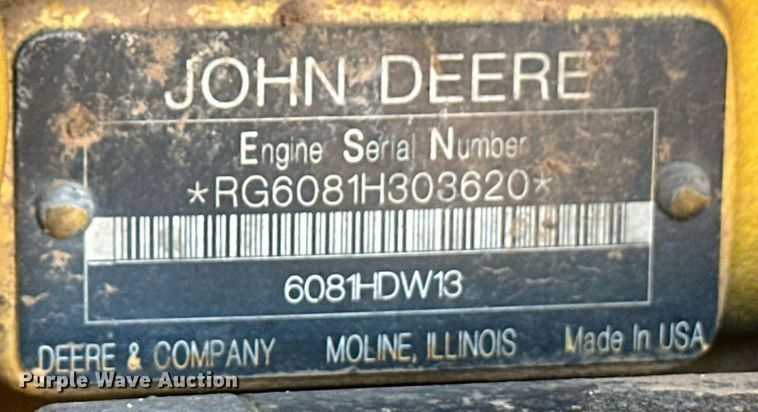 JOHN DEERE
Engine Serial Number
*RG6081H303620*
6081HDW13
DEERE & COMPANY MOLINE, ILLINOIS Made In USA
Purple Wave Auction